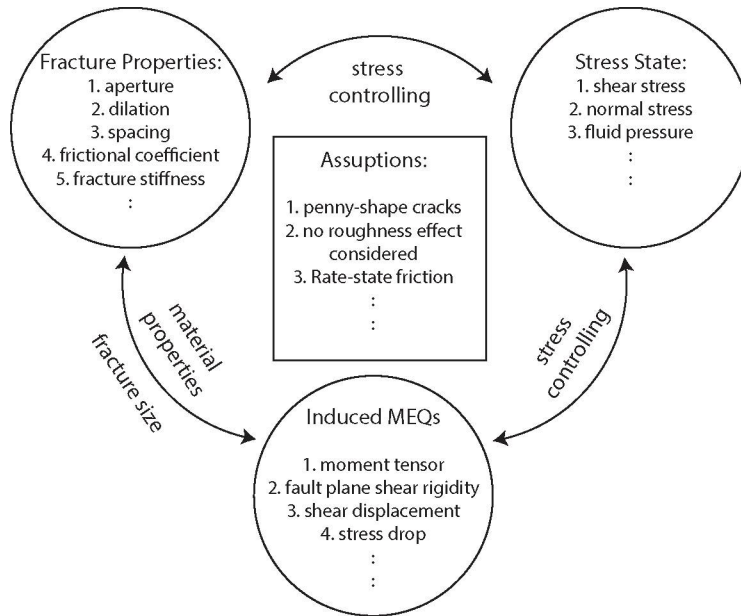 Fracture Properties:
1. aperture
2. dilation
3. spacing
4. frictional coefficient
5. fracture stiffness
:
stress
controlling
Stress State:
1. shear stress
2. normal stress
3. fluid pressure
:
:
Assuptions:
1. penny-shape cracks
2. no roughness effect
considered
3. Rate-state friction
:
:
material
properties
fracture size
stress
controlling
Induced MEQs
1. moment tensor
2. fault plane shear rigidity
3. shear displacement
4. stress drop
:
: